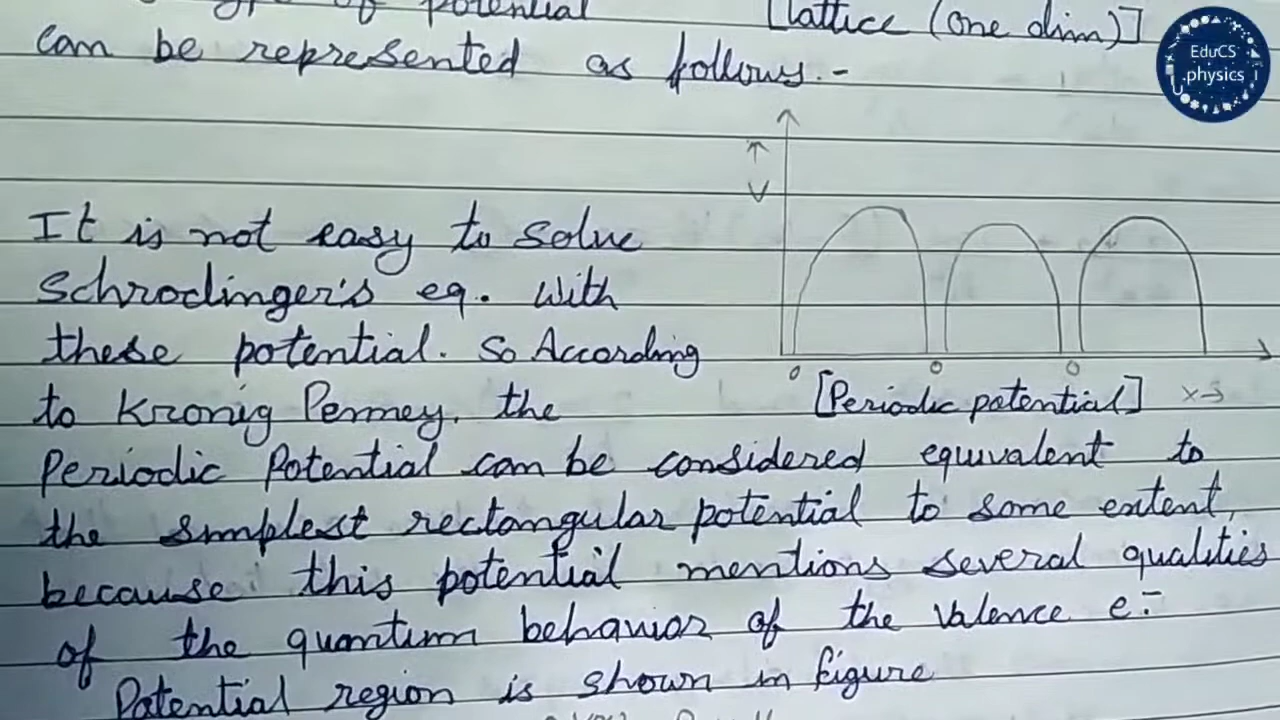 of potential
[lattice (one dim)]
can be represented as follows.-
EduCS
physics
V
It is not easy to solve
Schrodinger's eq. With
these potential. So According
to Kronig Penney, the
o o o
[Periodic potential] x→
Periodic Potential can be considered equivalent to
the simplest rectangular potential to some extent,
because this potential mentions several qualities
of the quantum behavior of the Valence e⁻
Potential region is shown in figure